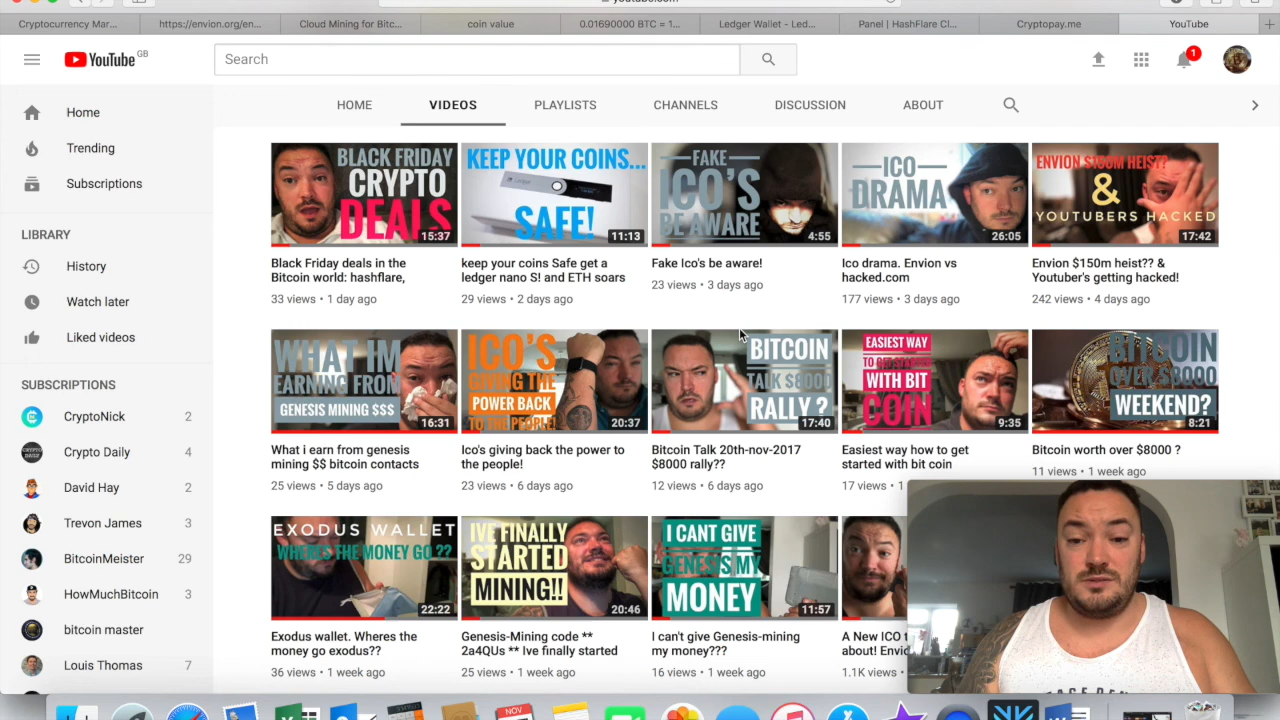 youtube.com
Cryptocurrency Mar...
https://envion.org/en...
Cloud Mining for Bitc...
coin value
0.01690000 BTC = 1...
Ledger Wallet - Led...
Panel | HashFlare Cl...
Cryptopay.me
YouTube
YouTube GB
Search
1
HOME
VIDEOS
PLAYLISTS
CHANNELS
DISCUSSION
ABOUT
Home
Trending
Subscriptions
LIBRARY
History
Watch later
Liked videos
SUBSCRIPTIONS
CryptoNick 2
Crypto Daily 4
David Hay 2
Trevon James 3
BitcoinMeister 29
HowMuchBitcoin 3
bitcoin master
Louis Thomas 7
BLACK FRIDAY
CRYPTO
DEALS
15:37
Black Friday deals in the
Bitcoin world: hashflare,
33 views • 1 day ago
KEEP YOUR COINS...
SAFE!
11:13
keep your coins Safe get a
ledger nano S! and ETH soars
29 views • 2 days ago
FAKE
ICO'S
BE AWARE
4:55
Fake Ico's be aware!
23 views • 3 days ago
ICO
DRAMA
26:05
Ico drama. Envion vs
hacked.com
177 views • 3 days ago
ENVION $150M HEIST?
&
YOUTUBERS HACKED
17:42
Envion $150m heist?? &
Youtuber's getting hacked!
242 views • 4 days ago
WHAT IM
EARNING FROM
GENESIS MINING $$$
16:31
What i earn from genesis
mining $$ bitcoin contacts
25 views • 5 days ago
ICO'S
GIVING THE
POWER BACK
TO THE PEOPLE!
20:37
Ico's giving back the power to
the people!
23 views • 6 days ago
BITCOIN
TALK $8000
RALLY ?
17:40
Bitcoin Talk 20th-nov-2017
$8000 rally??
12 views • 6 days ago
EASIEST WAY
TO GET STARTED
WITH BIT
COIN
9:35
Easiest way how to get
started with bit coin
17 views • 1
BITCOIN
OVER $8000
WEEKEND?
8:21
Bitcoin worth over $8000 ?
11 views • 1 week ago
EXODUS WALLET
WHERES THE MONEY GO ??
22:22
Exodus wallet. Wheres the
money go exodus??
36 views • 1 week ago
IVE FINALLY
STARTED
MINING!!
20:46
Genesis-Mining code **
2a4QUs ** Ive finally started
25 views • 1 week ago
I CANT GIVE
GENESIS MY
MONEY
11:57
I can't give Genesis-mining
my money???
16 views • 1 week ago
A New ICO
about! Envi
1.1K views •
NOV